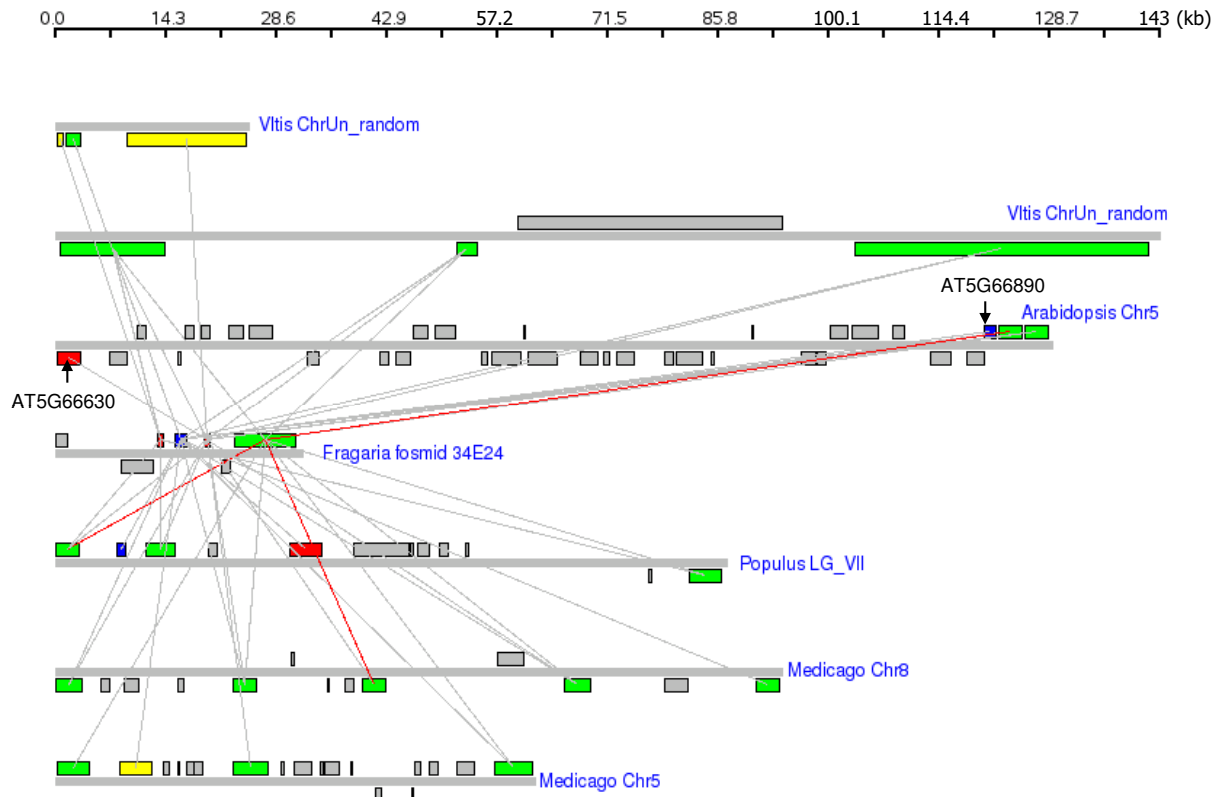 0.0 14.3 28.6 42.9 57.2 71.5 85.8 100.1 114.4 128.7 143 (kb)
Vitis ChrUn_random
Vitis ChrUn_random
AT5G66890
Arabidopsis Chr5
AT5G66630
Fragaria fosmid 34E24
Populus LG_VII
Medicago Chr8
Medicago Chr5